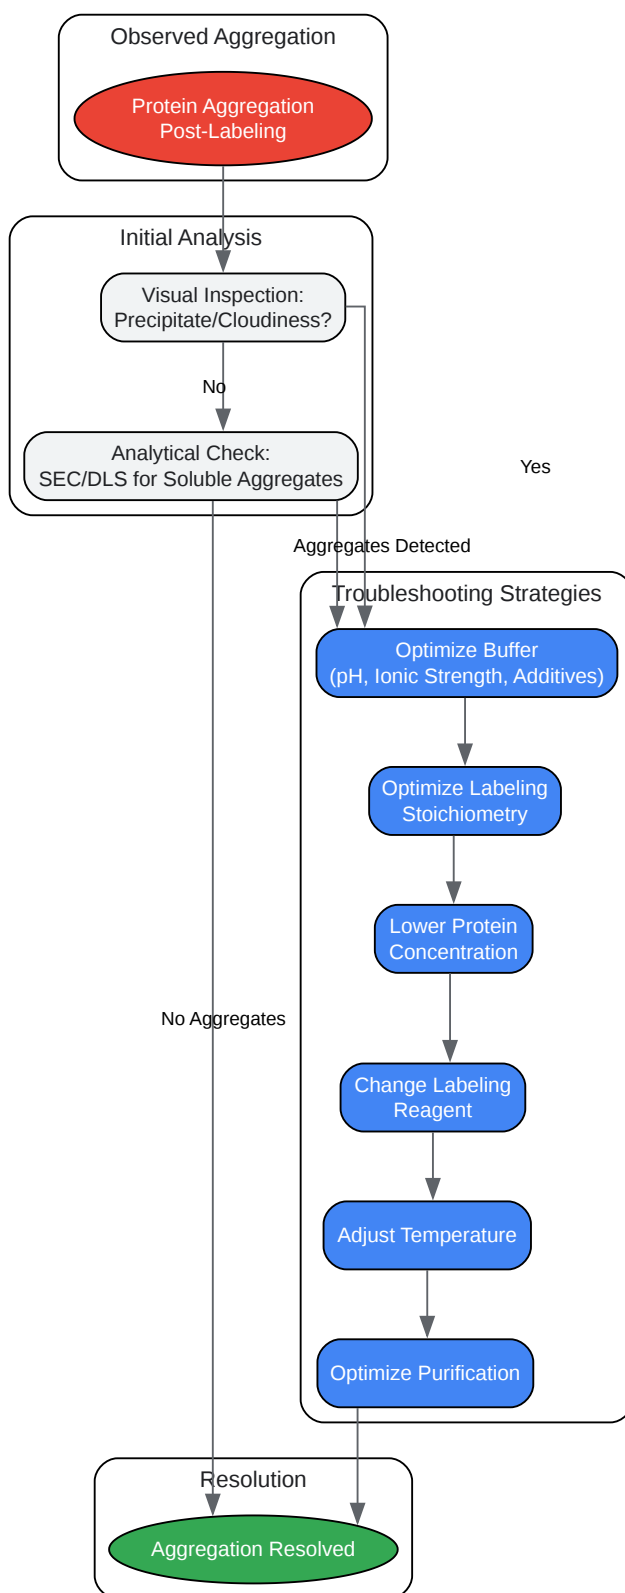 Observed Aggregation
Protein Aggregation
Post-Labeling
Initial Analysis
Visual Inspection:
Precipitate/Cloudiness?
No
Analytical Check:
SEC/DLS for Soluble Aggregates
Yes
Aggregates Detected
Troubleshooting Strategies
Optimize Buffer
(pH, Ionic Strength, Additives)
Optimize Labeling
Stoichiometry
Lower Protein
Concentration
No Aggregates
Change Labeling
Reagent
Adjust Temperature
Optimize Purification
Resolution
Aggregation Resolved